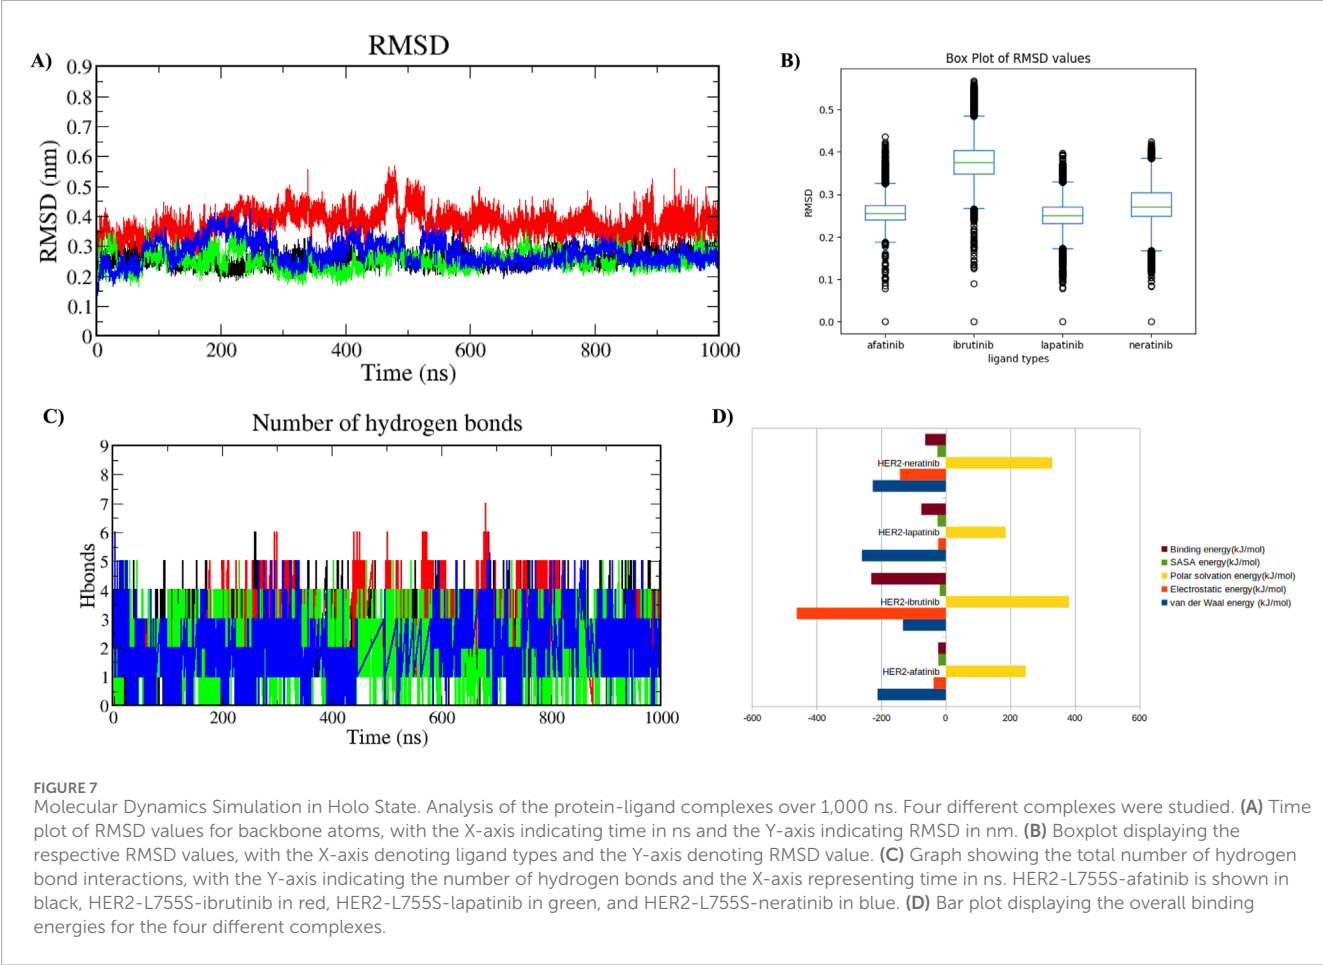 A)
RMSD
0.9
0.8
0.7
0.6
0.5
0.4
0.3
0.2
0.1
0
RMSD (nm)
0 200 400 600 800 1000
Time (ns)
B)
Box Plot of RMSD values
0.5
0.4
0.3
0.2
0.1
0.0
RMSD
afatinib ibrutinib lapatinib neratinib
ligand types
C)
Number of hydrogen bonds
9
8
7
6
5
4
3
2
1
0
Hbonds
0 200 400 600 800 1000
Time (ns)
D)
HER2-neratinib
HER2-lapatinib
HER2-ibrutinib
HER2-afatinib
-600 -400 -200 0 200 400 600
Binding energy(kJ/mol)
SASA energy(kJ/mol)
Polar solvation energy(kJ/mol)
Electrostatic energy(kJ/mol)
van der Waal energy (kJ/mol)
FIGURE 7
Molecular Dynamics Simulation in Holo State. Analysis of the protein-ligand complexes over 1,000 ns. Four different complexes were studied. (A) Time
plot of RMSD values for backbone atoms, with the X-axis indicating time in ns and the Y-axis indicating RMSD in nm. (B) Boxplot displaying the
respective RMSD values, with the X-axis denoting ligand types and the Y-axis denoting RMSD value. (C) Graph showing the total number of hydrogen
bond interactions, with the Y-axis indicating the number of hydrogen bonds and the X-axis representing time in ns. HER2-L755S-afatinib is shown in
black, HER2-L755S-ibrutinib in red, HER2-L755S-lapatinib in green, and HER2-L755S-neratinib in blue. (D) Bar plot displaying the overall binding
energies for the four different complexes.